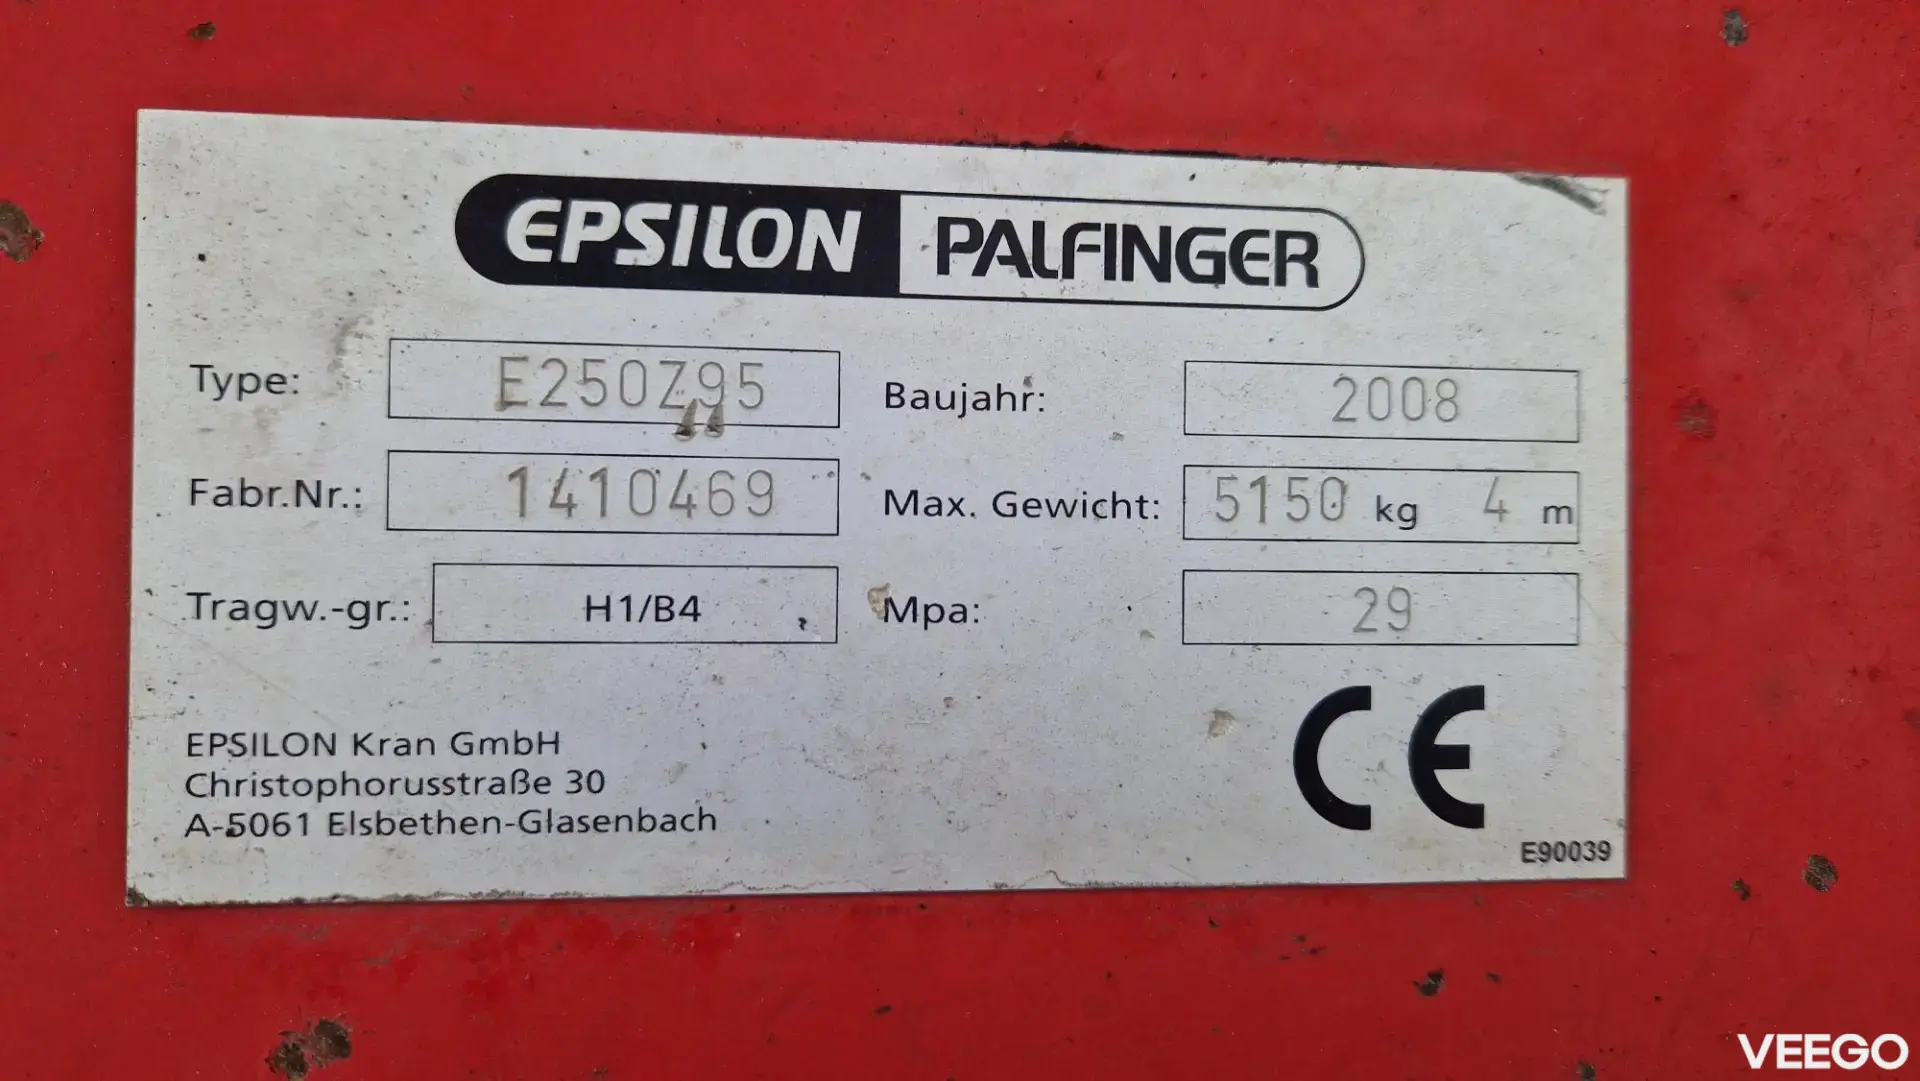 EPSILON PALFINGER
Type: E250Z95 Baujahr: 2008
Fabr.Nr.: 1410469 Max. Gewicht: 5150 kg 4 m
Tragw.-gr.: H1/B4 Mpa: 29
EPSILON Kran GmbH
Christophorusstraße 30
A-5061 Elsbethen-Glasenbach
CE
E90039
VEEGO